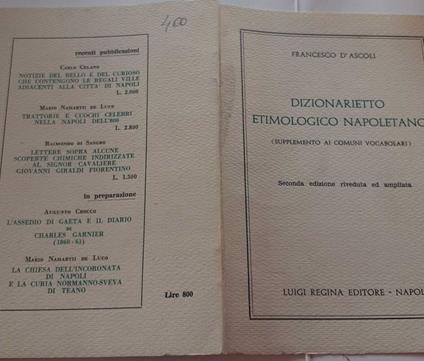 400
recenti pubblicazioni
CARLO CELANO
NOTIZIE DEL BELLO E DEL CURIOSO
CHE CONTENGONO LE REGALI VILLE
ADIACENTI ALLA CITTA' DI NAPOLI
L. 2.000
MARIO NAMARTII DE LUCO
TRATTORIE E CUOCHI CELEBRI
NELLA NAPOLI DELL'800
L. 2.800
RAIMONDO DI SANGRO
LETTERE SOPRA ALCUNE
SCOPERTE CHIMICHE INDIRIZZATE
AL SIGNOR CAVALIERE
GIOVANNI GIRALDI FIORENTINO
L. 1.500
in preparazione
AUGUSTO CROCCO
L'ASSEDIO DI GAETA E IL DIARIO
DI
CHARLES GARNIER
(1860-61)
MARIO NAMARTII DE LUCO
LA CHIESA DELL'INCORONATA
DI NAPOLI
E LA CURIA NORMANNO-SVEVA
DI TEANO
Lire 800
FRANCESCO D'ASCOLI
DIZIONARIETTO
ETIMOLOGICO NAPOLETANO
(SUPPLEMENTO AI COMUNI VOCABOLARI)
Seconda edizione riveduta ed ampliata
LUIGI REGINA EDITORE - NAPOL